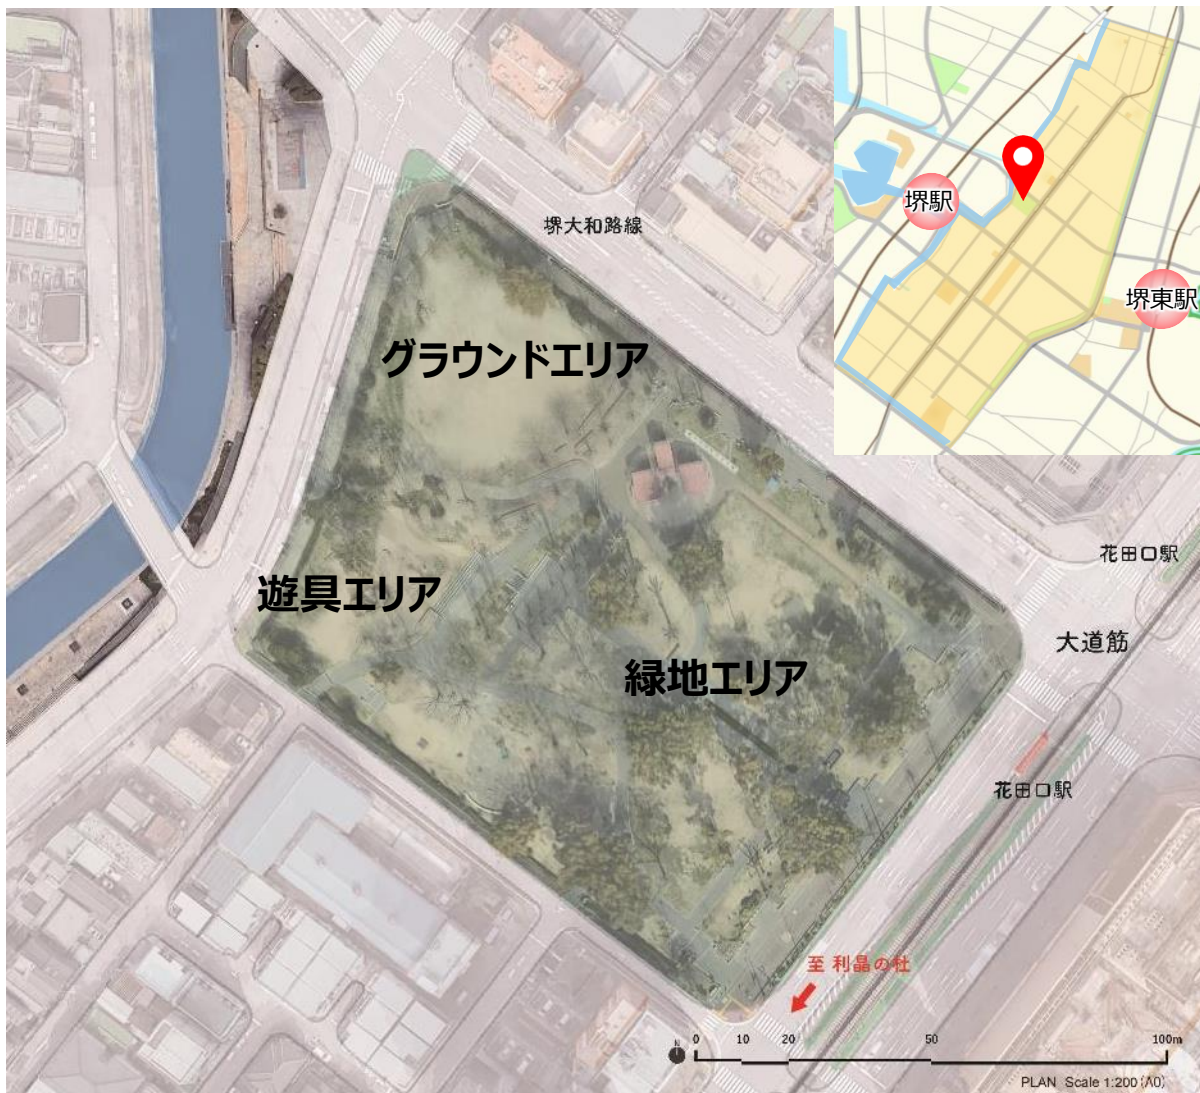 堺駅
堺東駅
堺大和路線
グラウンドエリア
花田口駅
遊具エリア
大道筋
緑地エリア
花田口駅
至 利晶の杜
N
0 10 20 50 100m
PLAN Scale 1:200(A0)